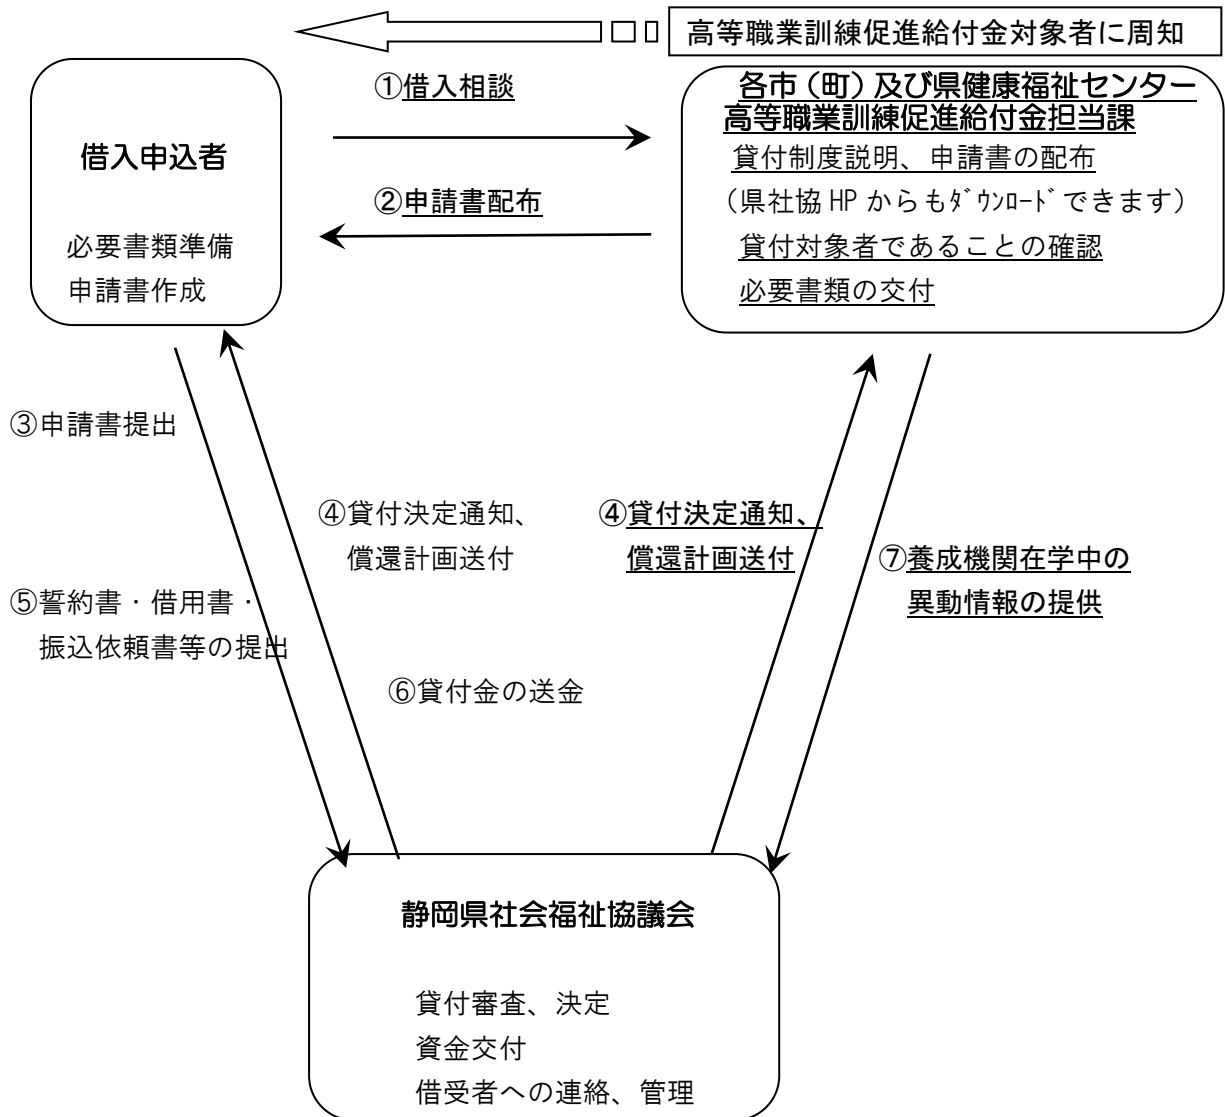 高等職業訓練促進給付金対象者に周知
①借入相談
各市(町)及び県健康福祉センター
高等職業訓練促進給付金担当課
貸付制度説明、申請書の配布
(県社協 HP からもﾀﾞｳﾝﾛｰﾄﾞできます)
貸付対象者であることの確認
必要書類の交付
借入申込者
必要書類準備
申請書作成
②申請書配布
③申請書提出
④貸付決定通知、
償還計画送付
④貸付決定通知、
償還計画送付
⑦養成機関在学中の
異動情報の提供
⑤誓約書・借用書・
振込依頼書等の提出
⑥貸付金の送金
静岡県社会福祉協議会
貸付審査、決定
資金交付
借受者への連絡、管理